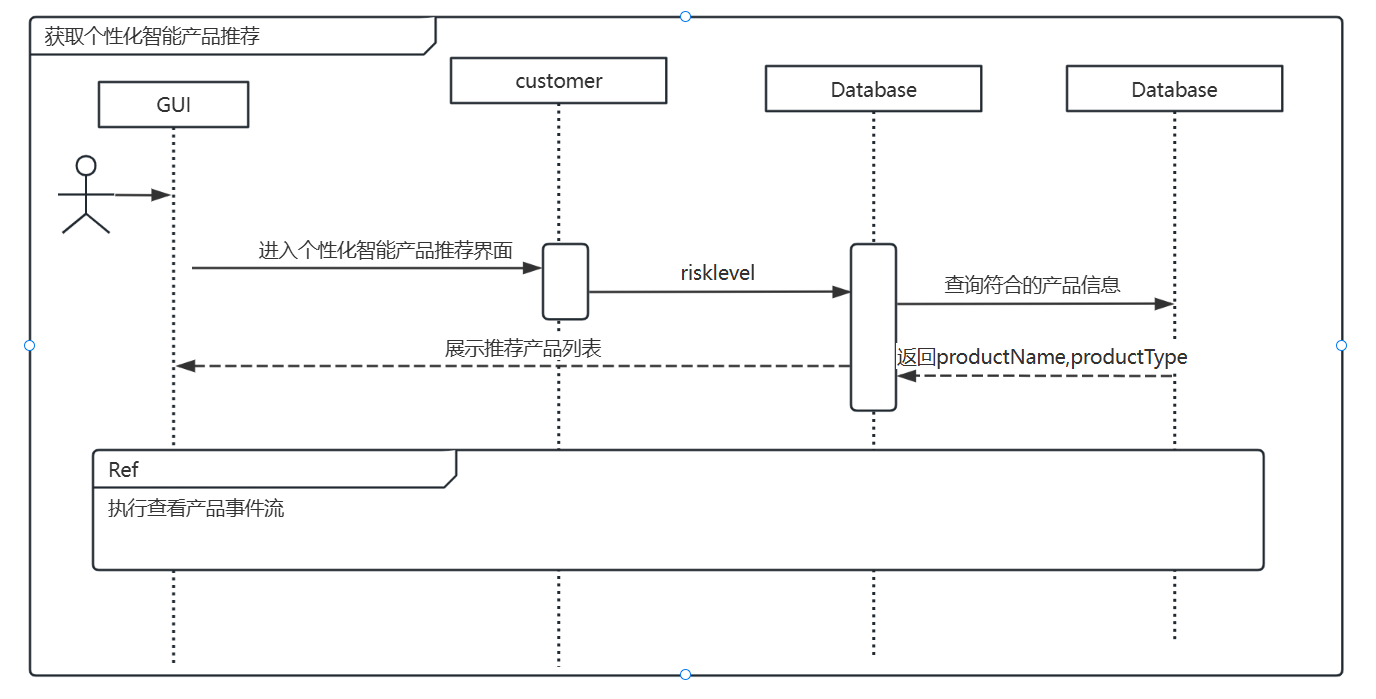 获取个性化智能产品推荐
customer
Database
Database
GUI
进入个性化智能产品推荐界面
risklevel
查询符合的产品信息
展示推荐产品列表
返回productName,productType
Ref
执行查看产品事件流